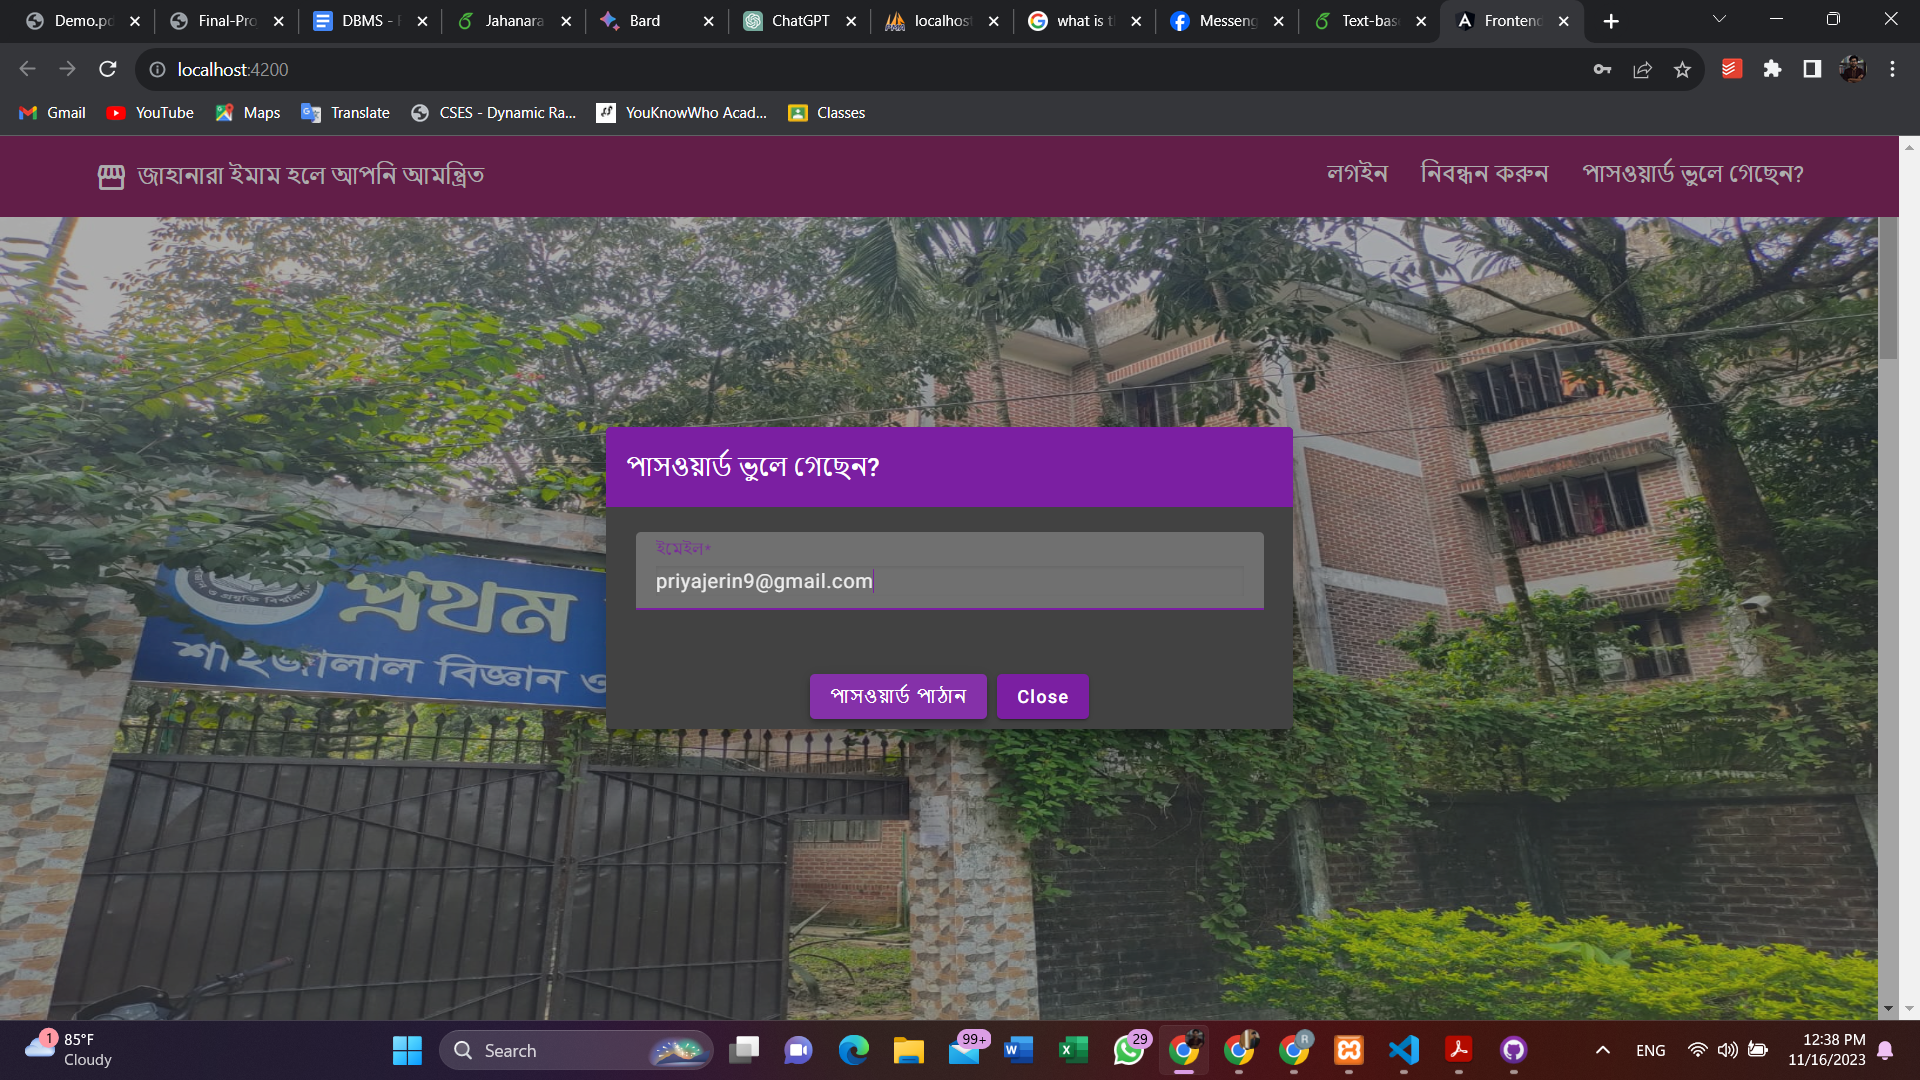 Demo.pd
Final-Pro
DBMS - F
Jahanara
Bard
ChatGPT
localhost
what is t
Messeng
Text-bas
Frontend
localhost:4200
Gmail
YouTube
Maps
Translate
CSES - Dynamic Ra...
YouKnowWho Acad...
Classes
জাহানারা ইমাম হলে আপনি আমন্ত্রিত
লগইন
নিবন্ধন করুন
পাসওয়ার্ড ভুলে গেছেন?
পাসওয়ার্ড ভুলে গেছেন?
ইমেইল*
priyajerin9@gmail.com
পাসওয়ার্ড পাঠান
Close
প্রথম
শাহজালাল বিজ্ঞান ও
1
85°F
Cloudy
Search
99+
29
R
ENG
12:38 PM
11/16/2023